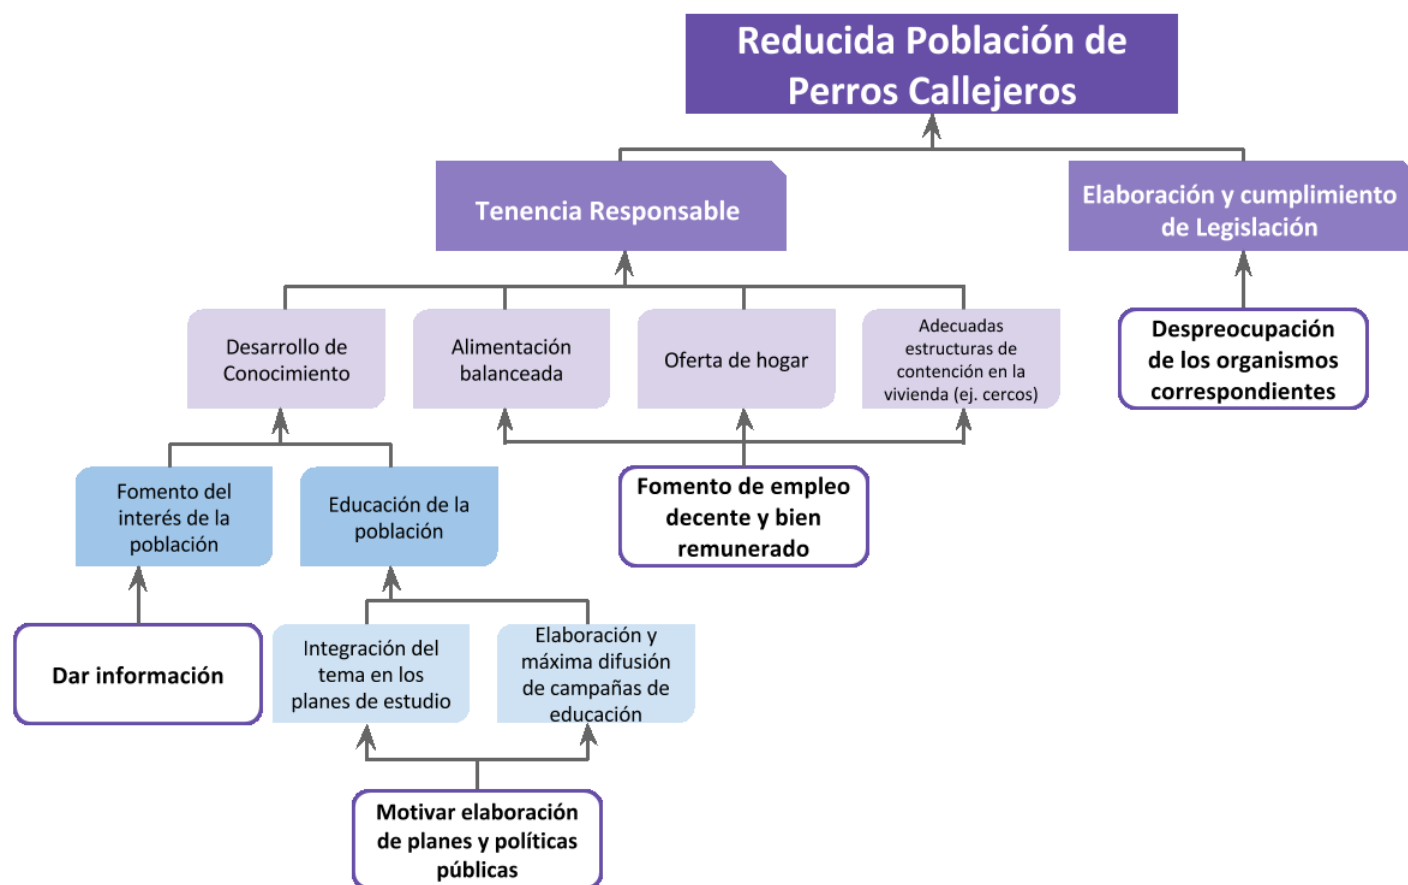 Reducida Población de
Perros Callejeros
Tenencia Responsable
Elaboración y cumplimiento
de Legislación
Desarrollo de
Conocimiento
Alimentación
balanceada
Oferta de hogar
Adecuadas
estructuras de
contención en la
vivienda (ej. cercos)
Despreocupación
de los organismos
correspondientes
Fomento del
interés de la
población
Educación de la
población
Fomento de empleo
decente y bien
remunerado
Dar información
Integración del
tema en los
planes de estudio
Elaboración y
máxima difusión
de campañas de
educación
Motivar elaboración
de planes y políticas
públicas